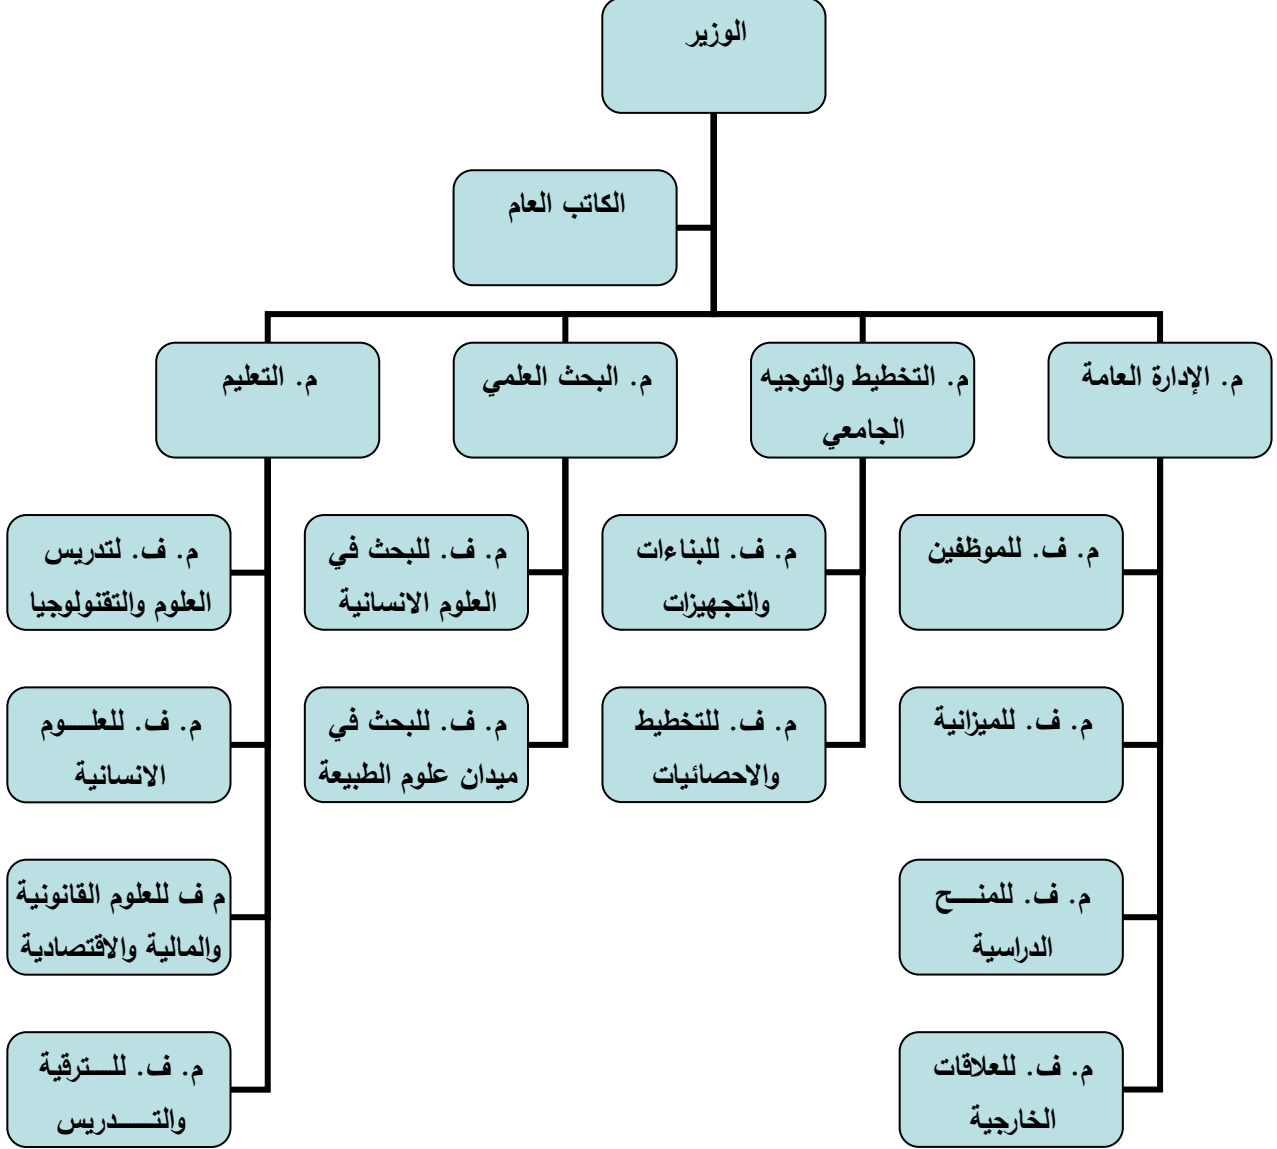 الوزير
الكاتب العام
م. الإدارة العامة
م. التخطيط والتوجيه
الجامعي
م. البحث العلمي
م. التعليم
م. ف. للموظفين
م. ف. للبناءات
والتجهيزات
م. ف. للبحث في
العلوم الانسانية
م. ف. لتدريس
العلوم والتقنولوجيا
م. ف. للميزانية
م. ف. للتخطيط
والاحصائيات
م. ف. للبحث في
ميدان علوم الطبيعة
م. ف. للعلـــوم
الانسانية
م. ف. للمنـــح
الدراسية
م ف للعلوم القانونية
والمالية والاقتصادية
م. ف. للعلاقات
الخارجية
م. ف. للـــترقية
والتـــــدريس